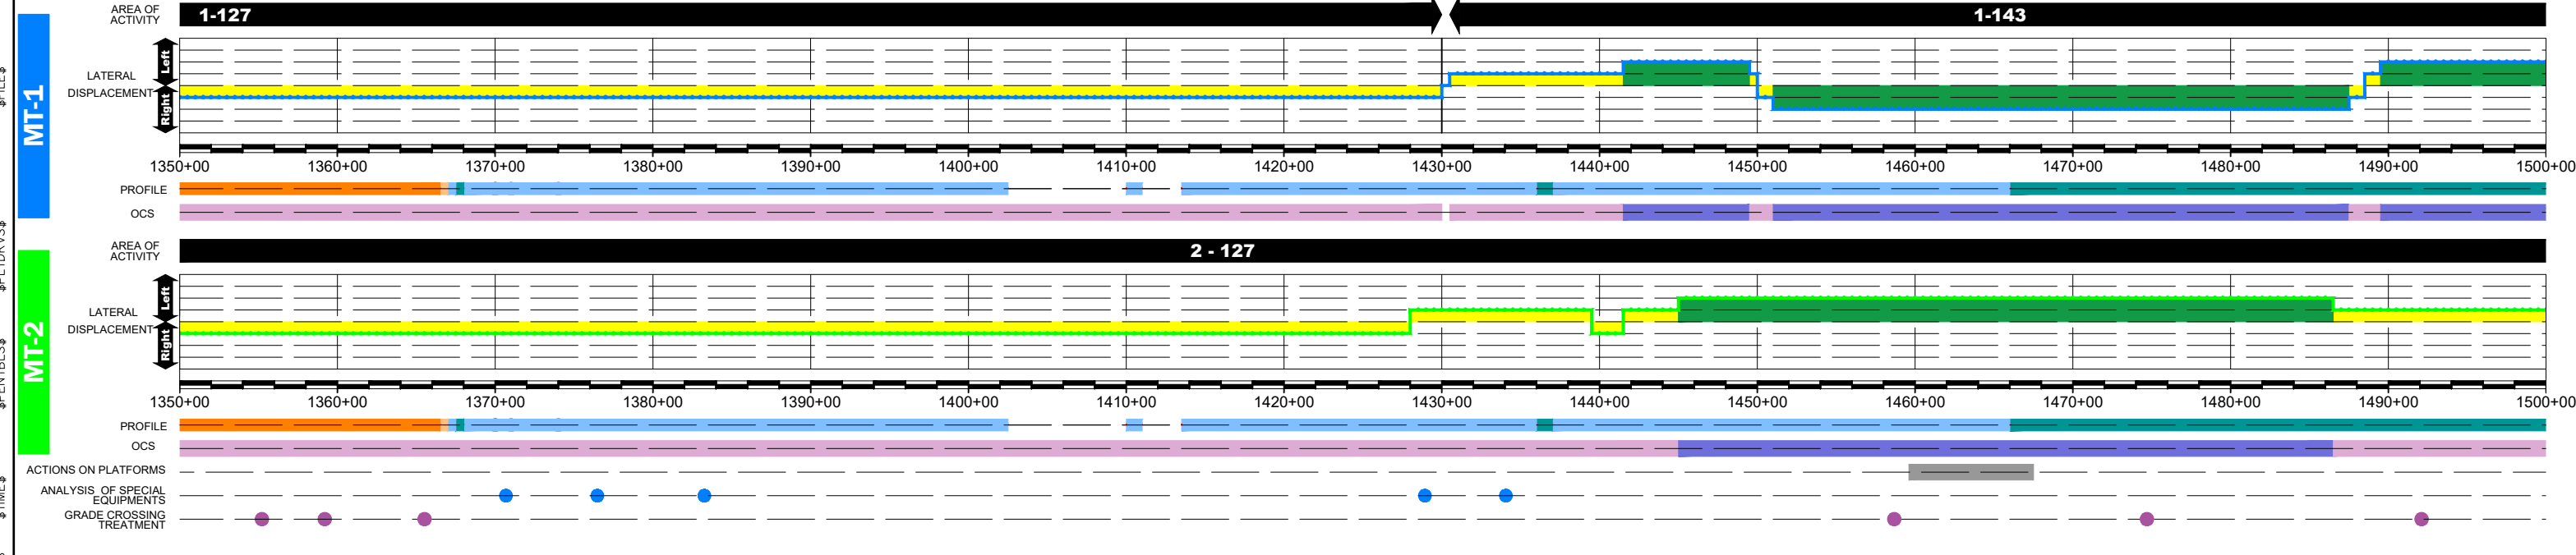 AREA OF
ACTIVITY
1-127
1-143
MT-1
Left
LATERAL
DISPLACEMENT
Right
1350+00 1360+00 1370+00 1380+00 1390+00 1400+00 1410+00 1420+00 1430+00 1440+00 1450+00 1460+00 1470+00 1480+00 1490+00 1500+00
PROFILE
OCS
AREA OF
ACTIVITY
2 - 127
MT-2
Left
LATERAL
DISPLACEMENT
Right
1350+00 1360+00 1370+00 1380+00 1390+00 1400+00 1410+00 1420+00 1430+00 1440+00 1450+00 1460+00 1470+00 1480+00 1490+00 1500+00
PROFILE
OCS
ACTIONS ON PLATFORMS
ANALYSIS OF SPECIAL
EQUIPMENTS
GRADE CROSSING
TREATMENT